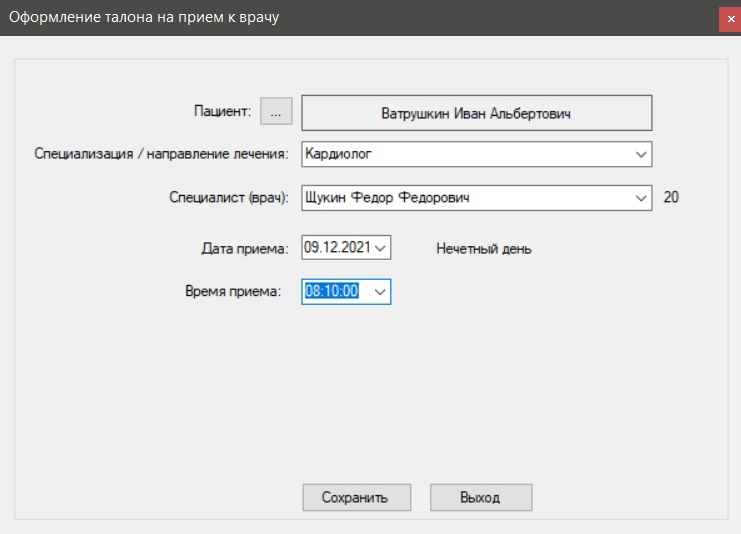 Оформление талона на прием к врачу
Пациент: ... Ватрушкин Иван Альбертович
Специализация / направление лечения: Кардиолог
Специалист (врач): Щукин Федор Федорович 20
Дата приема: 09.12.2021 Нечетный день
Время приема: 08:10:00
Сохранить Выход